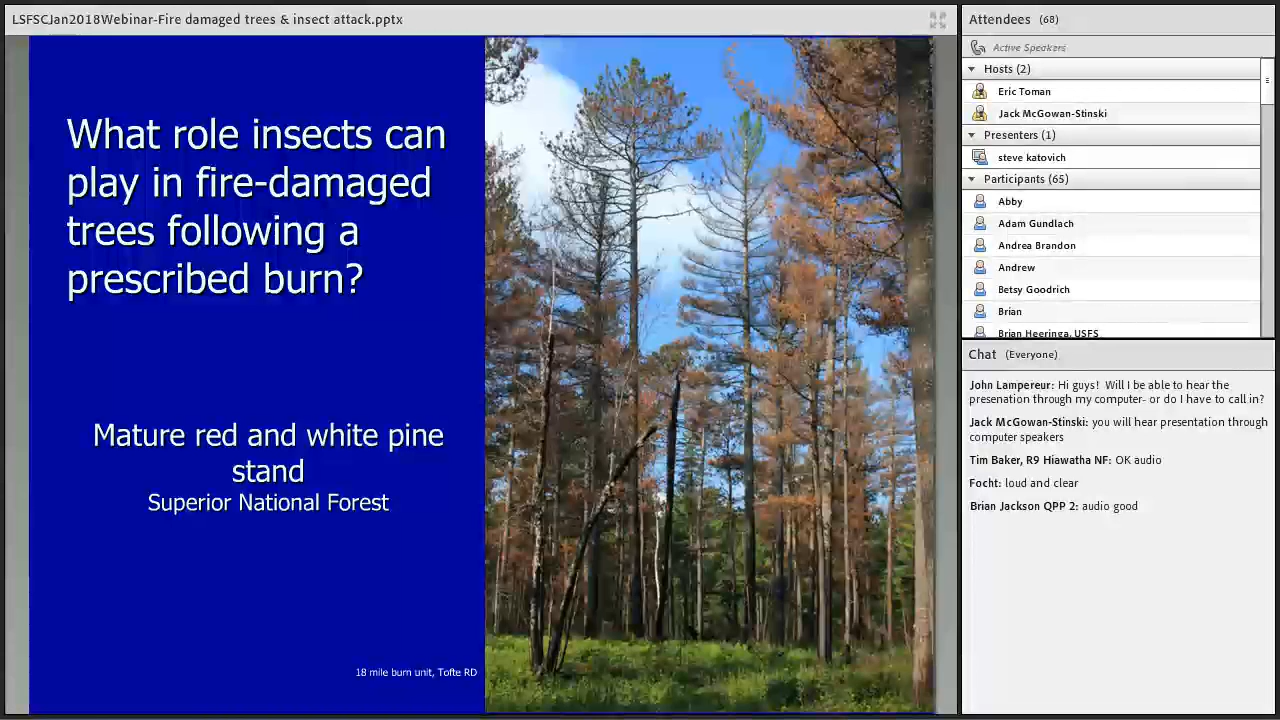 LSFSCJan2018Webinar-Fire damaged trees & insect attack.pptx
What role insects can
play in fire-damaged
trees following a
prescribed burn?
Mature red and white pine
stand
Superior National Forest
18 mile burn unit, Tofte RD
Attendees (68)
Active Speakers
Hosts (2)
Eric Toman
Jack McGowan-Stinski
Presenters (1)
steve katovich
Participants (65)
Abby
Adam Gundlach
Andrea Brandon
Andrew
Betsy Goodrich
Brian
Brian Heeringa, USFS
Chat (Everyone)
John Lampereur: Hi guys! Will I be able to hear the
presenation through my computer- or do I have to call in?
Jack McGowan-Stinski: you will hear presentation through
computer speakers
Tim Baker, R9 Hiawatha NF: OK audio
Focht: loud and clear
Brian Jackson QPP 2: audio good